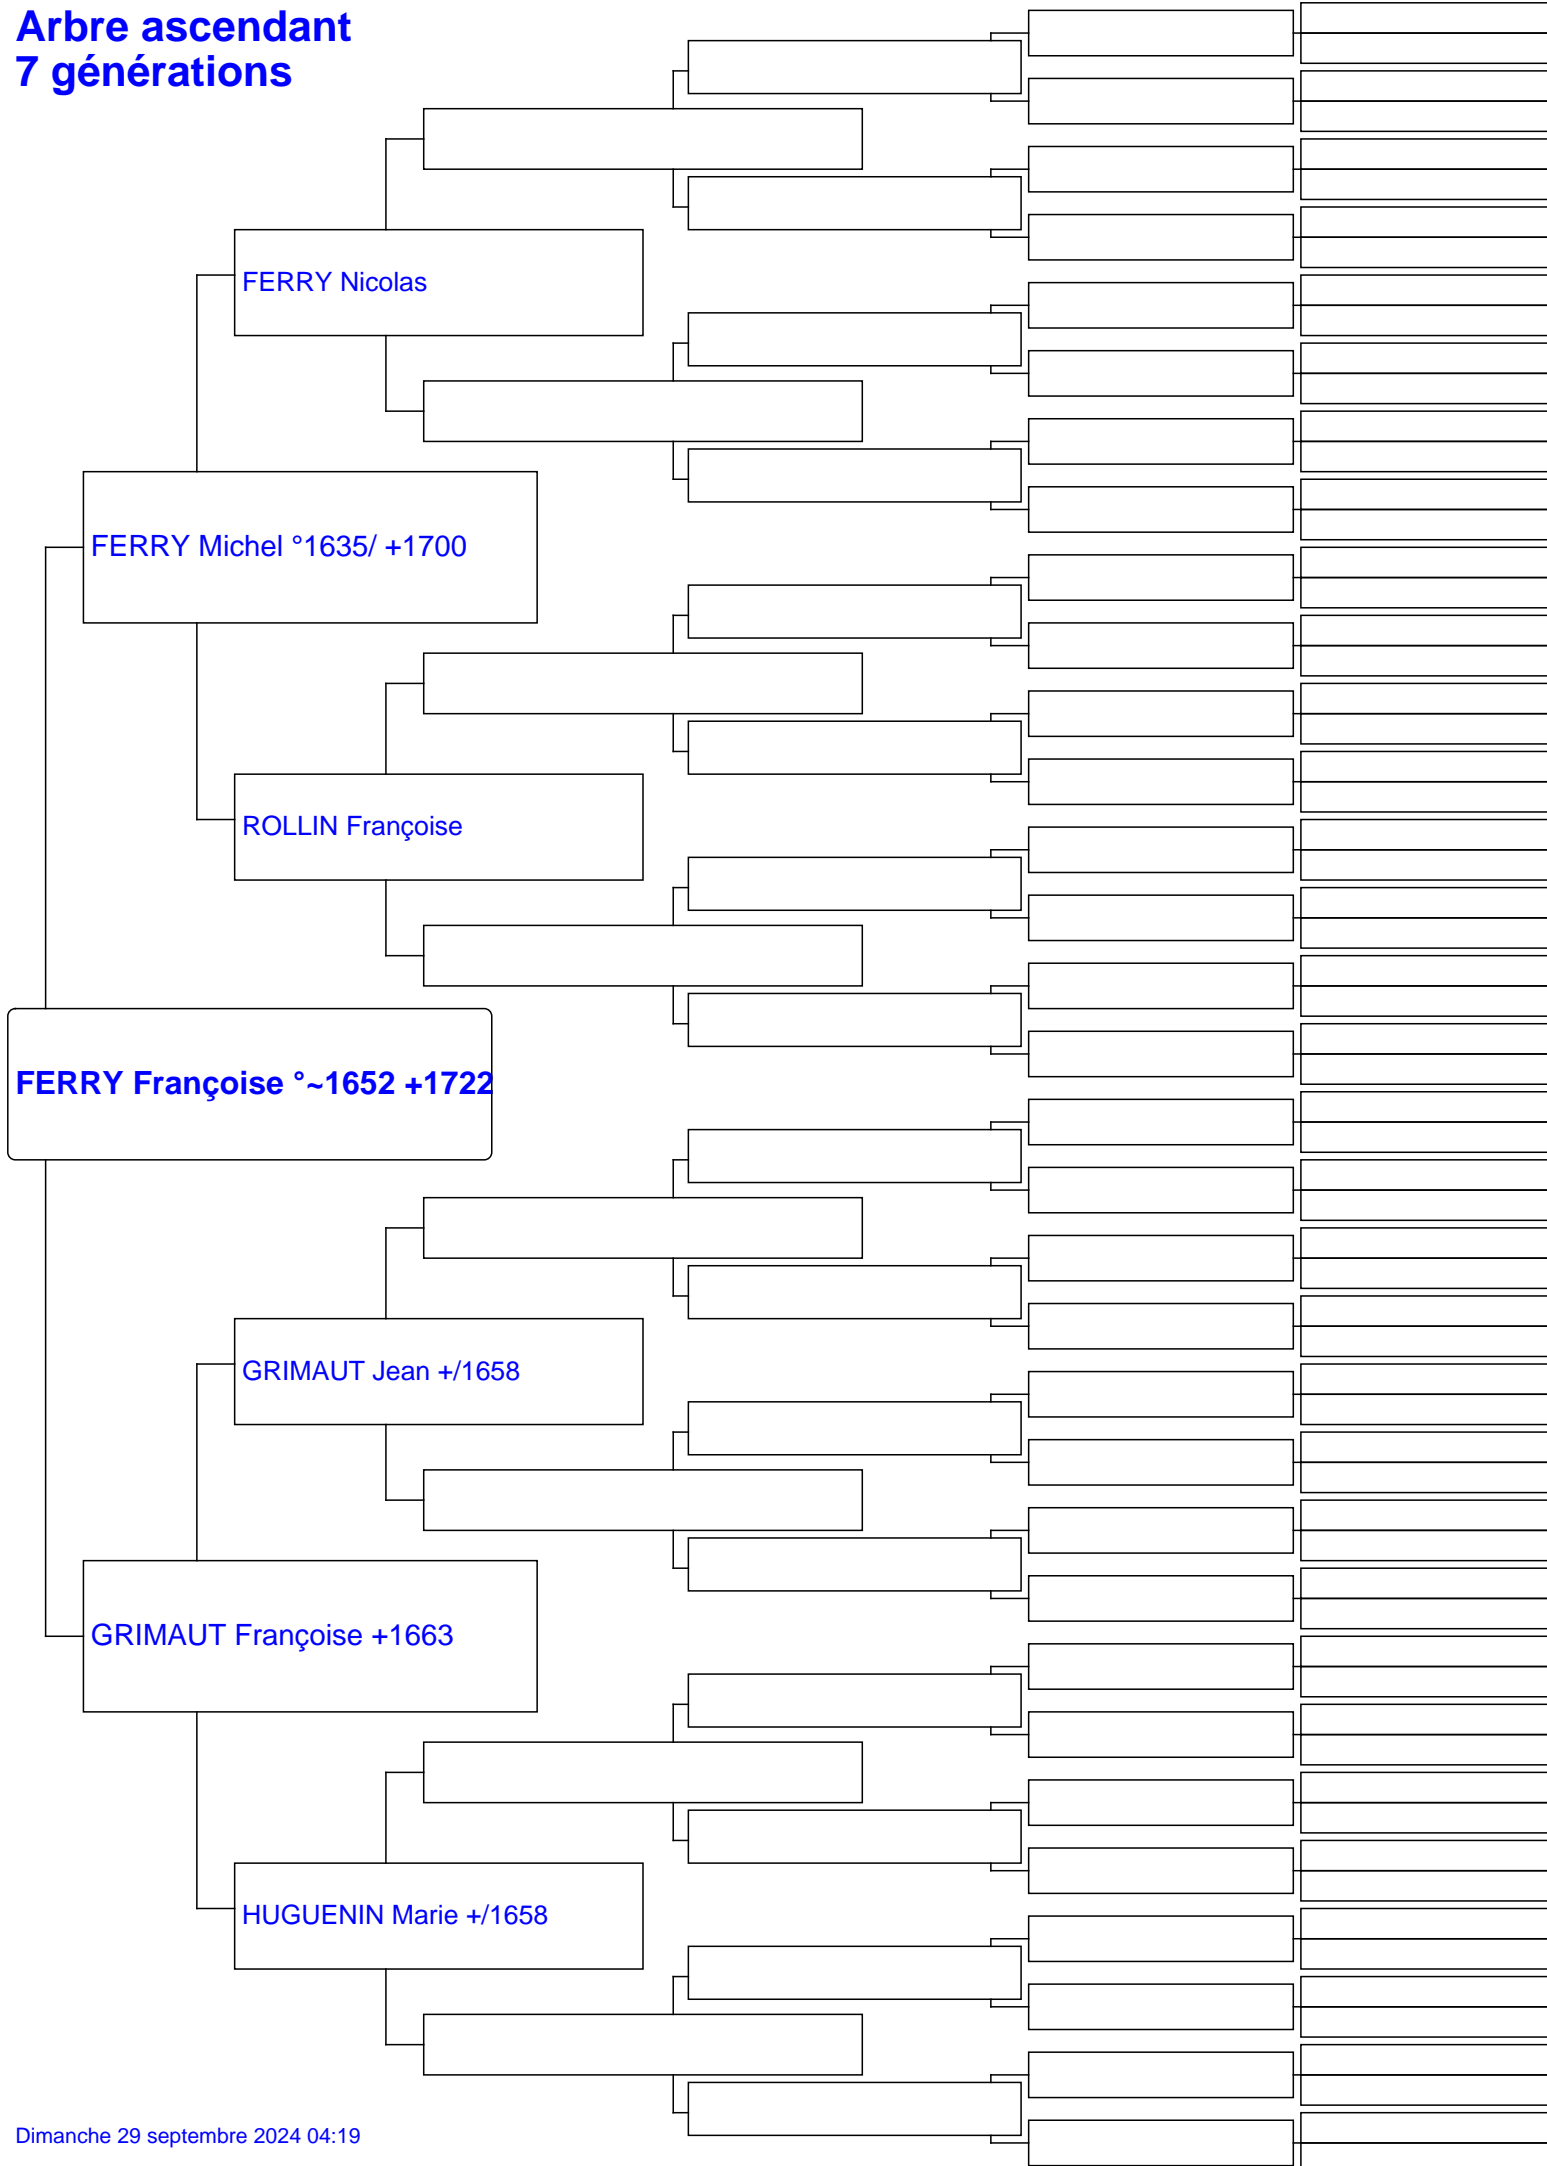 Arbre ascendant
7 générations
FERRY Nicolas
FERRY Michel °1635/ +1700
ROLLIN Françoise
FERRY Françoise °~1652 +1722
GRIMAUT Jean +/1658
GRIMAUT Françoise +1663
HUGUENIN Marie +/1658
Dimanche 29 septembre 2024 04:19